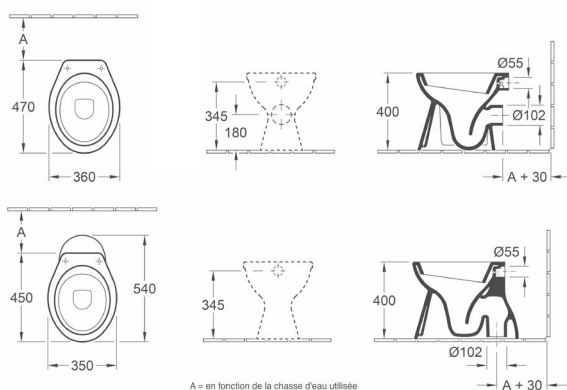 A
470
360
345
180
400
Ø55
Ø102
A + 30
A
450
540
350
345
400
Ø55
Ø102
A + 30
A = en fonction de la chasse d'eau utilisée